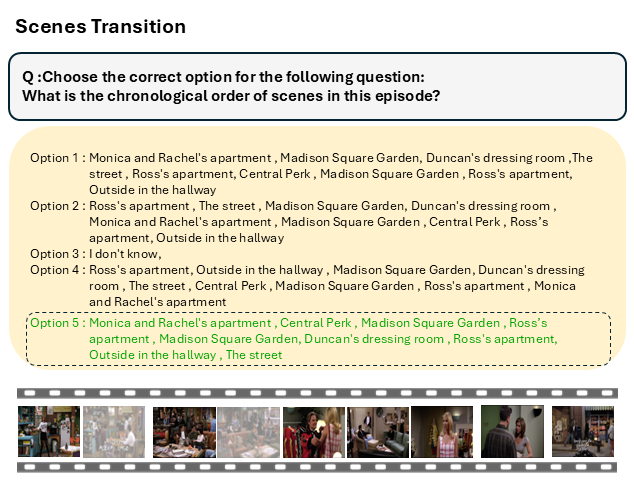 Scenes Transition
Q :Choose the correct option for the following question:
What is the chronological order of scenes in this episode?
Option 1 : Monica and Rachel's apartment , Madison Square Garden, Duncan's dressing room ,The
street , Ross's apartment, Central Perk , Madison Square Garden , Ross's apartment,
Outside in the hallway
Option 2 : Ross's apartment , The street , Madison Square Garden, Duncan's dressing room ,
Monica and Rachel's apartment , Madison Square Garden , Central Perk , Ross's
apartment, Outside in the hallway
Option 3 : I don't know,
Option 4 : Ross's apartment, Outside in the hallway , Madison Square Garden, Duncan's dressing
room , The street , Central Perk , Madison Square Garden , Ross's apartment , Monica
and Rachel's apartment
Option 5 : Monica and Rachel's apartment , Central Perk , Madison Square Garden , Ross's
apartment , Madison Square Garden, Duncan's dressing room , Ross's apartment,
Outside in the hallway , The street